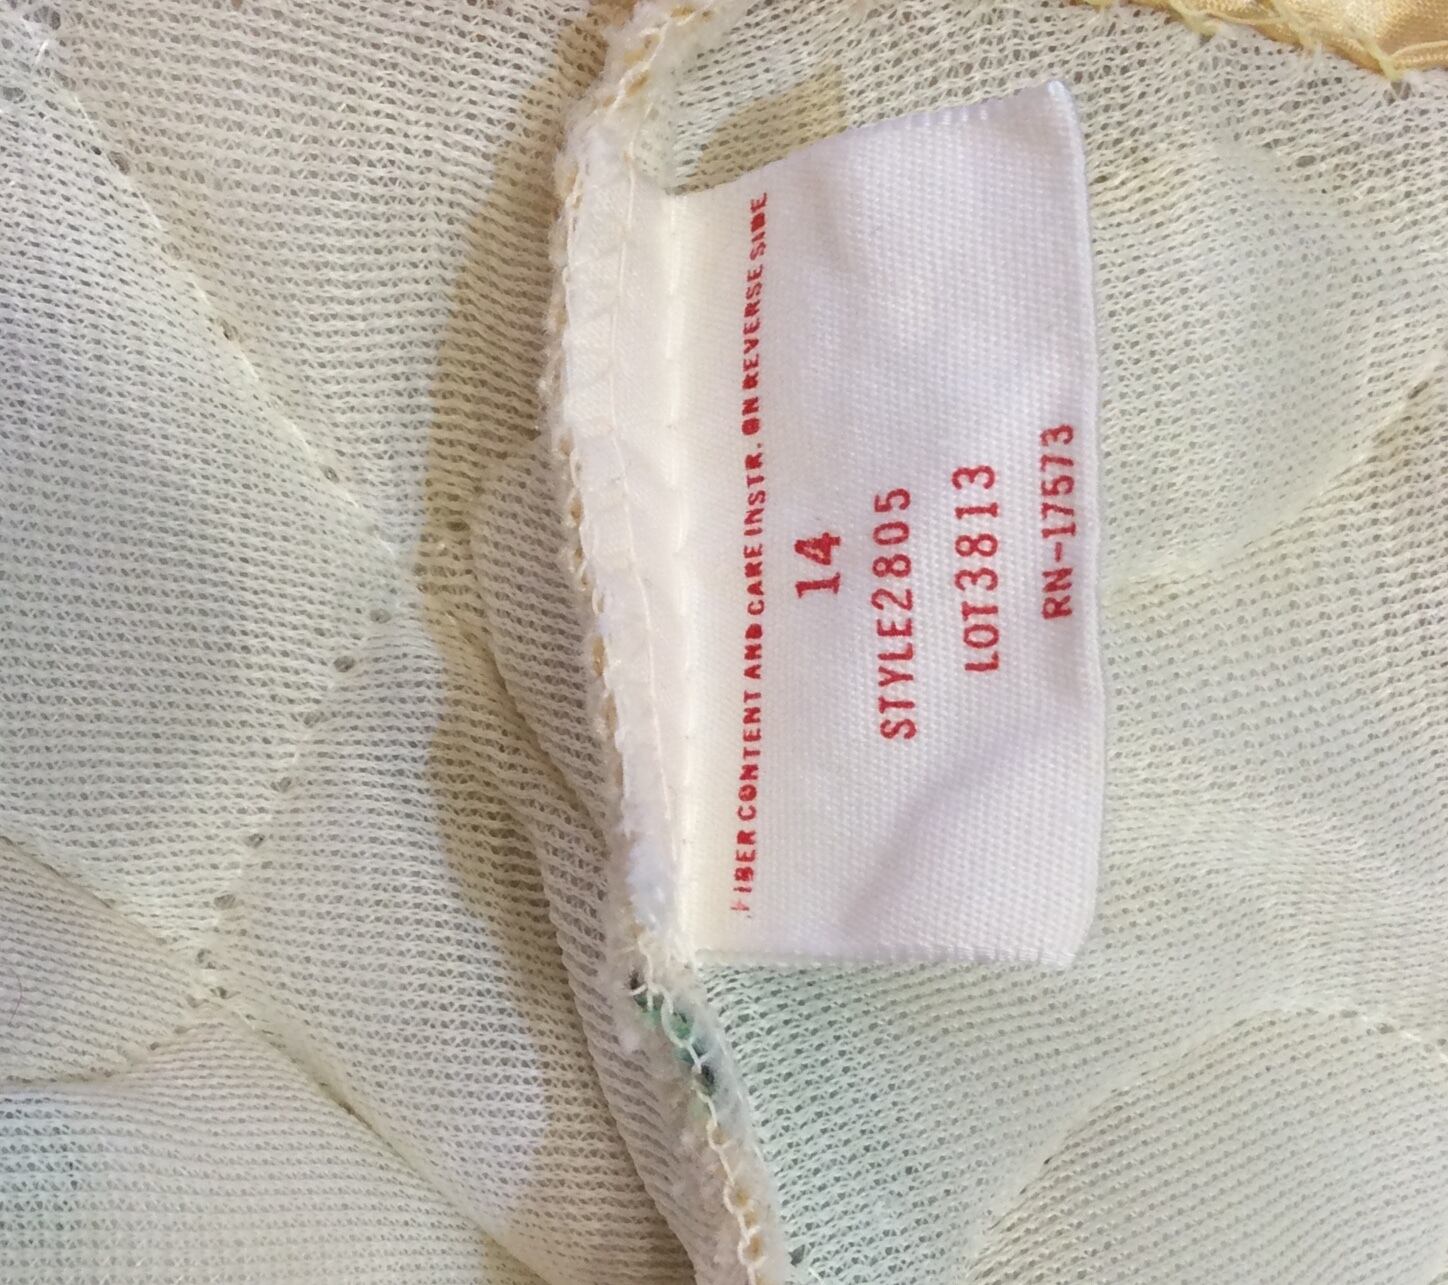 FIBER CONTENT AND CARE INSTR. ON REVERSE SIDE
14
STYLE2805
LOT3813
RN-17573